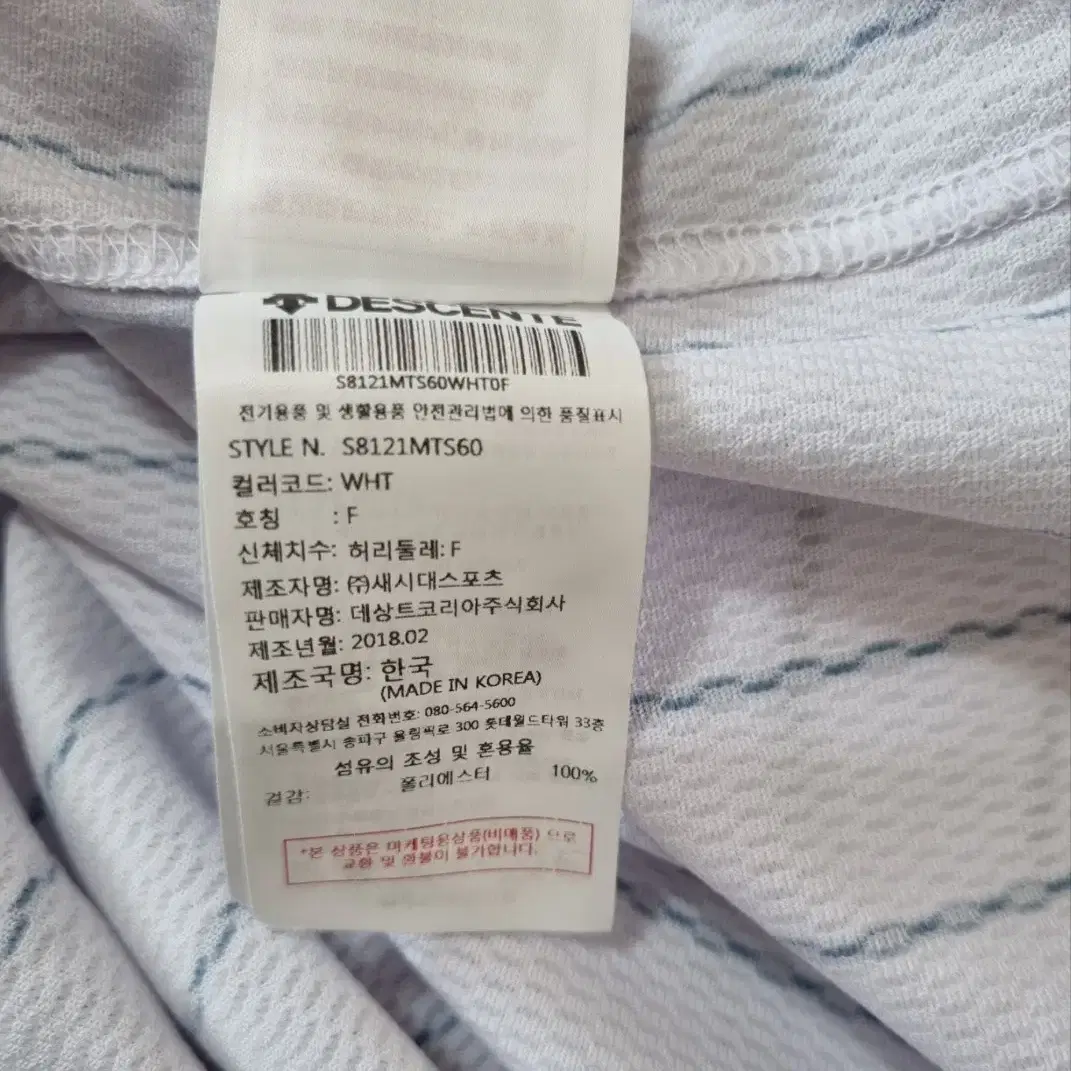 DESCENTE
S8121MTS60WHT0F
전기용품 및 생활용품 안전관리법에 의한 품질표시
STYLE N. S8121MTS60
컬러코드: WHT
호칭 : F
신체치수: 허리둘레: F
제조자명: ㈜새시대스포츠
판매자명: 데상트코리아주식회사
제조년월: 2018.02
제조국명: 한국
(MADE IN KOREA)
소비자상담실 전화번호: 080-564-5600
서울특별시 송파구 올림픽로 300 롯데월드타워 33층
섬유의 조성 및 혼용율
겉감: 폴리에스터 100%
*본 상품은 마케팅용상품(비매품) 으로
교환 및 환불이 불가합니다.